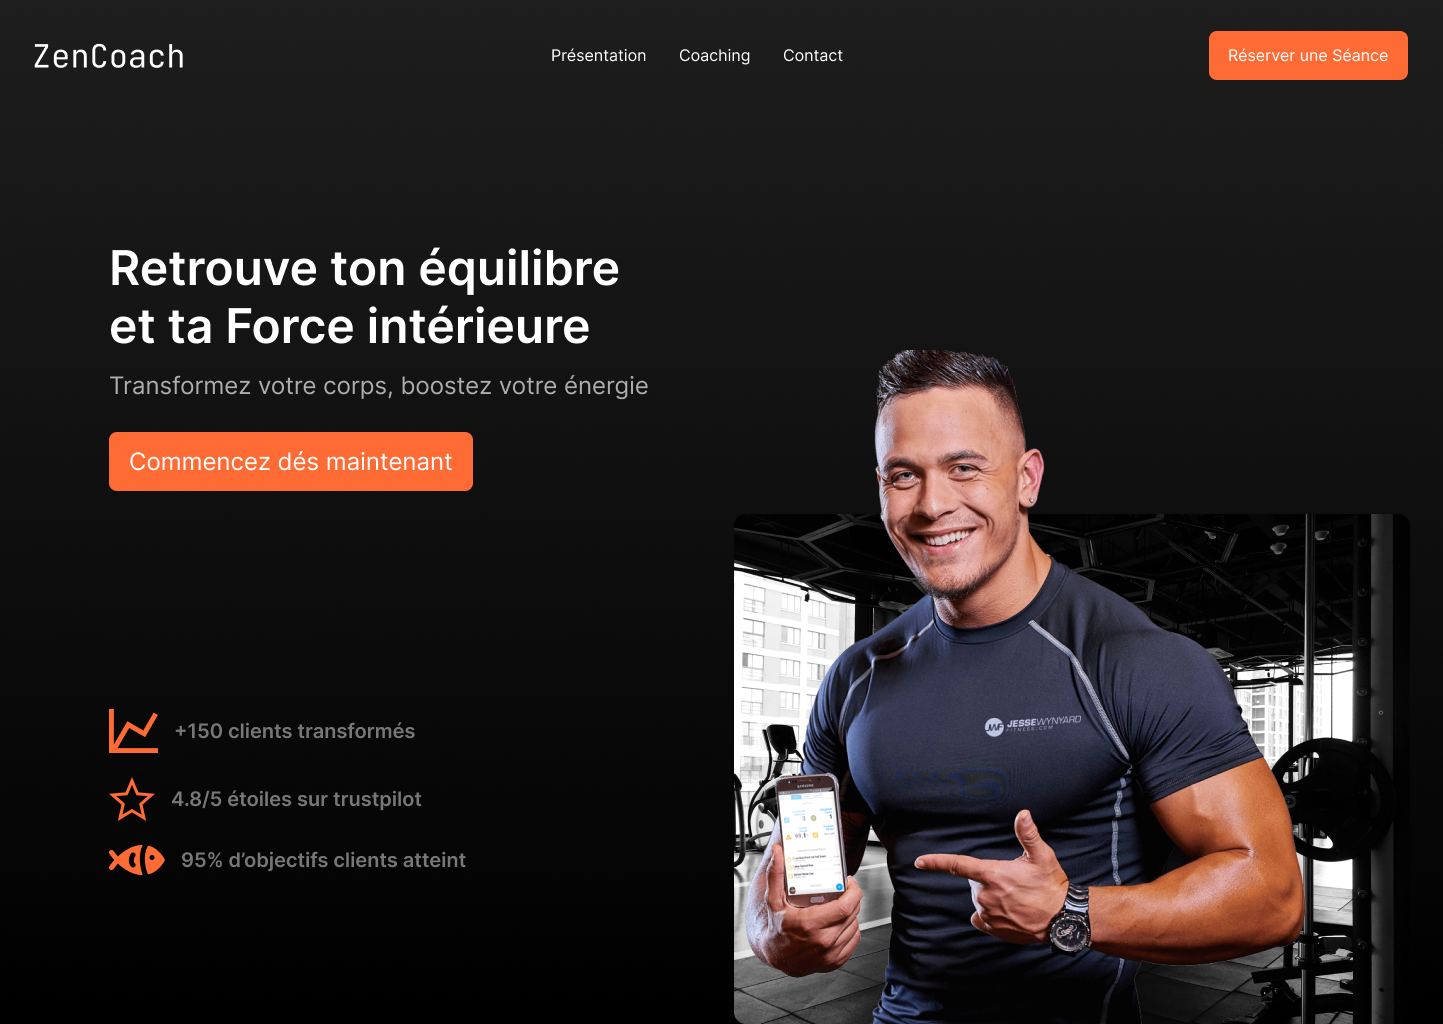 ZenCoach
Présentation
Coaching
Contact
Réserver une Séance
Retrouve ton équilibre
et ta Force intérieure
Transformez votre corps, boostez votre énergie
Commencez dés maintenant
JWF JESSEWYNYARD
FITNESS.COM
SAMSUNG
+150 clients transformés
4.8/5 étoiles sur trustpilot
95% d’objectifs clients atteint